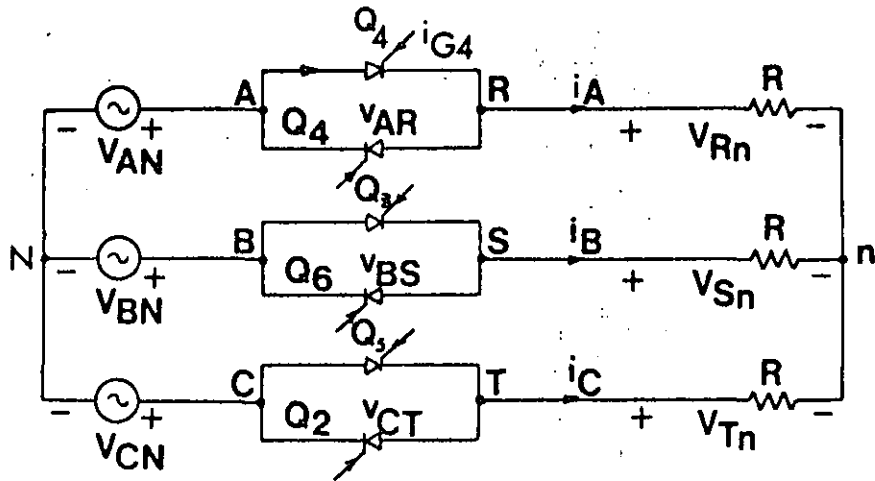 Q4 iG4
A R iA R
- + Q4 vAR + VRn -
VAN
Q3
B S iB R
N - + Q6 vBS + VSn - n
VBN
Q5
C T iC R
- + Q2 vCT + VTn -
VCN